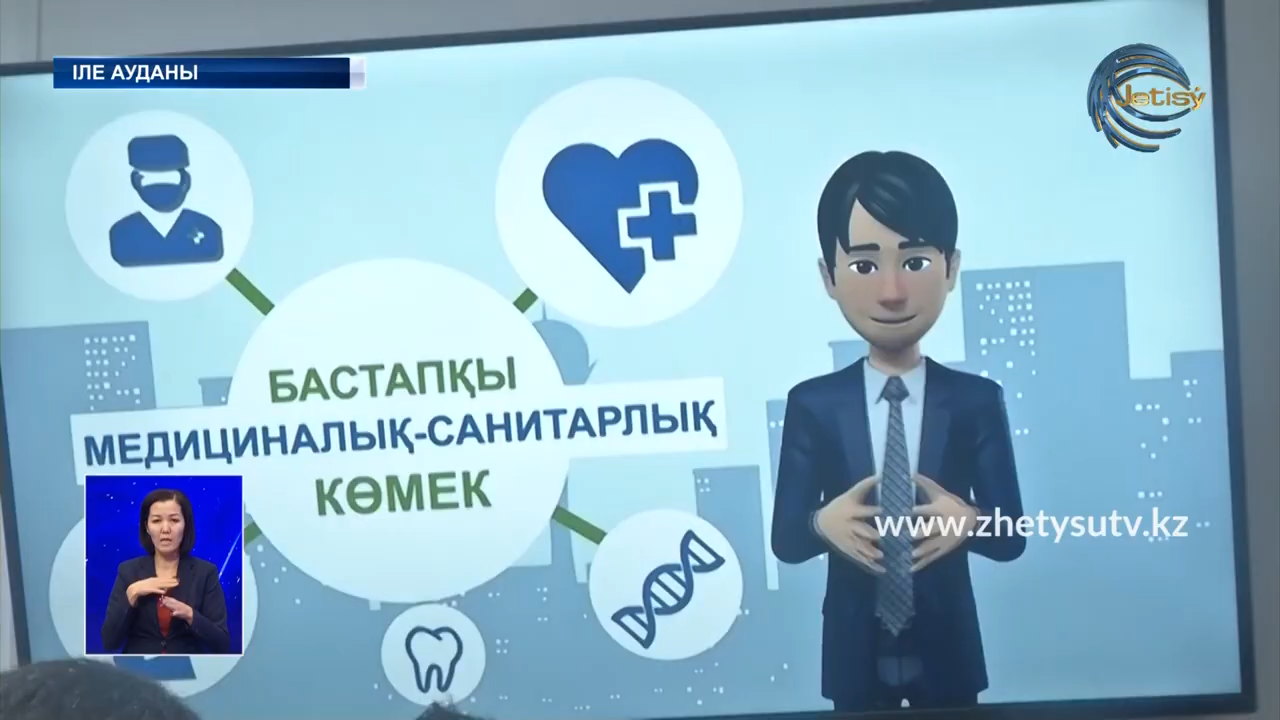 ІЛЕ АУДАНЫ
Jetisý
БАСТАПҚЫ
МЕДИЦИНАЛЫҚ-САНИТАРЛЫҚ
КӨМЕК
www.zhetysutv.kz